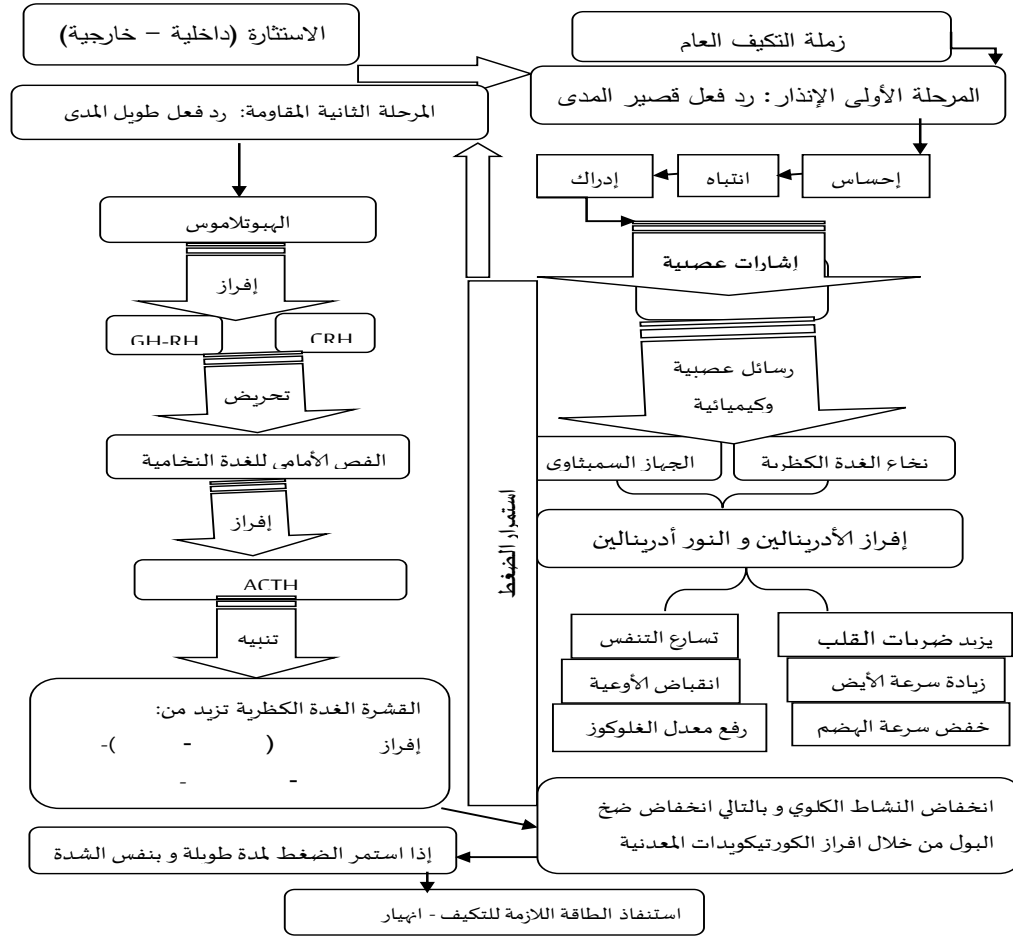 زملة التكيف العام
الاستثارة (داخلية – خارجية)
المرحلة الأولى الإنذار: رد فعل قصير المدى
إحساس
انتباه
إدراك
إشارات عصبية
رسائل عصبية
وكيميائية
نخاع الغدة الكظرية
الجهاز السمبثاوي
إفراز الأدرينالين و النور أدرينالين
يزيد ضربات القلب
تسارع التنفس
زيادة سرعة الأيض
انقباض الأوعية
خفض سرعة الهضم
رفع معدل الغلوكوز
استمرار الضغط
المرحلة الثانية المقاومة: رد فعل طويل المدى
الهبوتلاموس
إفراز
CRH
GH-RH
تحريض
الفص الأمامي للغدة النخامية
إفراز
ACTH
تنبيه
القشرة الغدة الكظرية تزيد من:
إفراز ( - )-
- -
انخفاض النشاط الكلوي و بالتالي انخفاض ضخ
البول من خلال افراز الكورتيكويدات المعدنية
إذا استمر الضغط لمدة طويلة و بنفس الشدة
استنفاذ الطاقة اللازمة للتكيف - انهيار